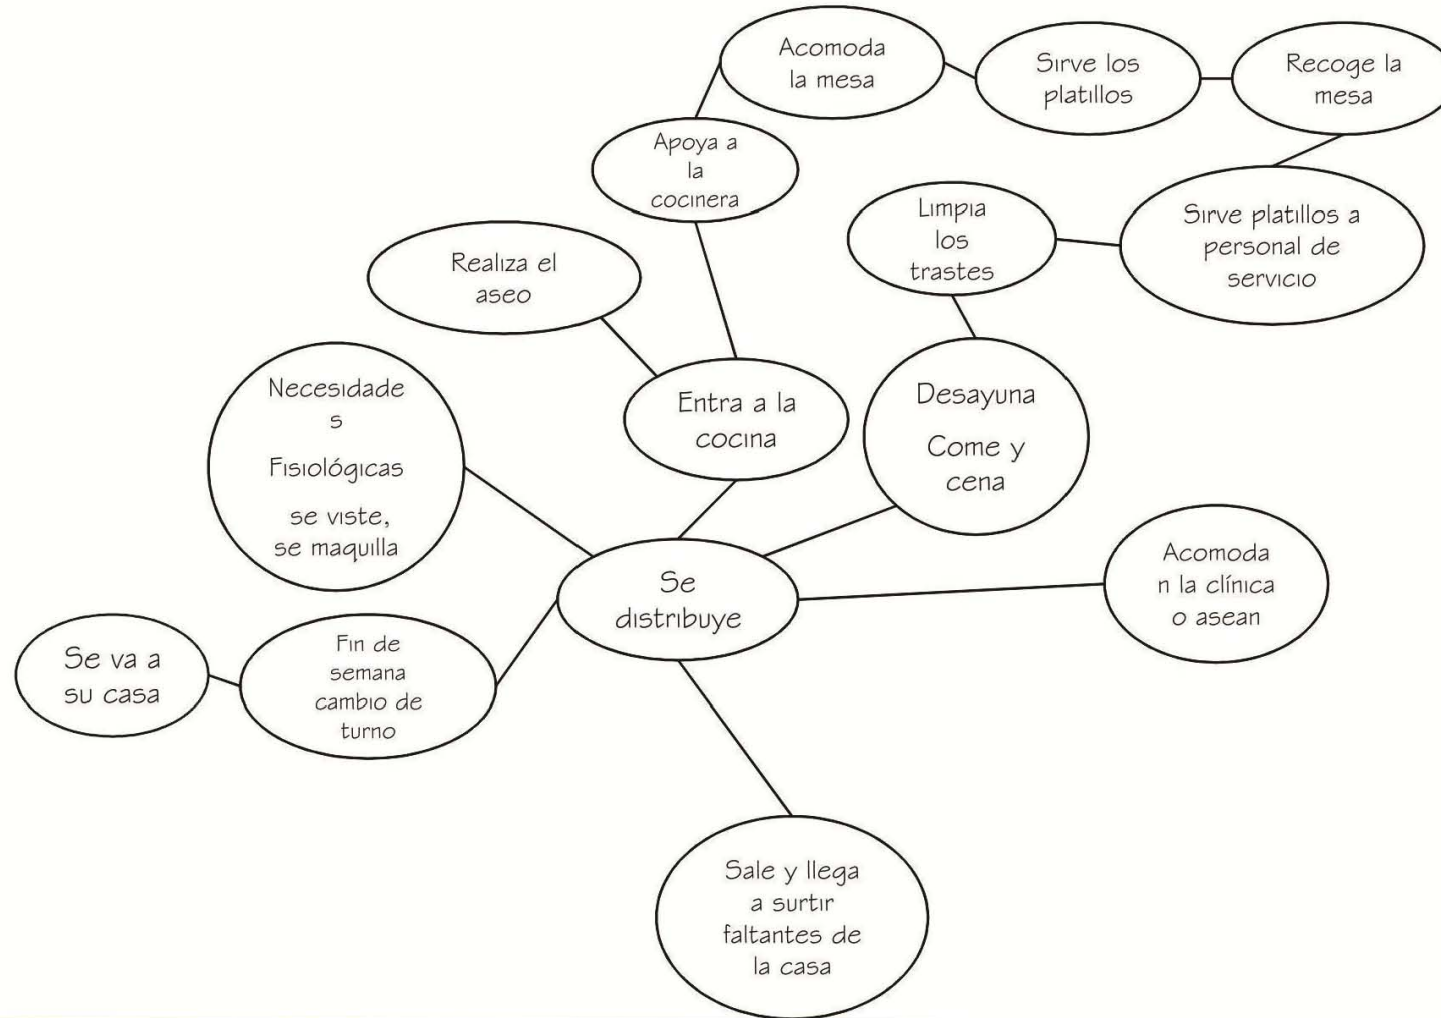 Acomoda
la mesa
Sirve los
platillos
Recoge la
mesa
Apoya a
la
cocinera
Limpia
los
trastes
Sirve platillos a
personal de
servicio
Realiza el
aseo
Necesidade
s
Fisiológicas
se viste,
se maquilla
Entra a la
cocina
Desayuna
Come y
cena
Se
distribuye
Acomoda
n la clínica
o asean
Se va a
su casa
Fin de
semana
cambio de
turno
Sale y llega
a surtir
faltantes de
la casa